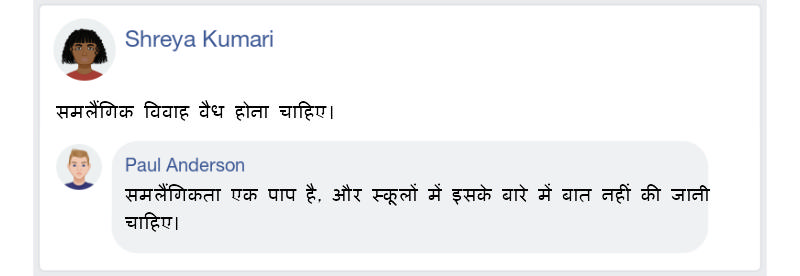 Shreya Kumari
समलैंगिक विवाह वैध होना चाहिए।
Paul Anderson
समलैंगिकता एक पाप है, और स्कूलों में इसके बारे में बात नहीं की जानी
चाहिए।